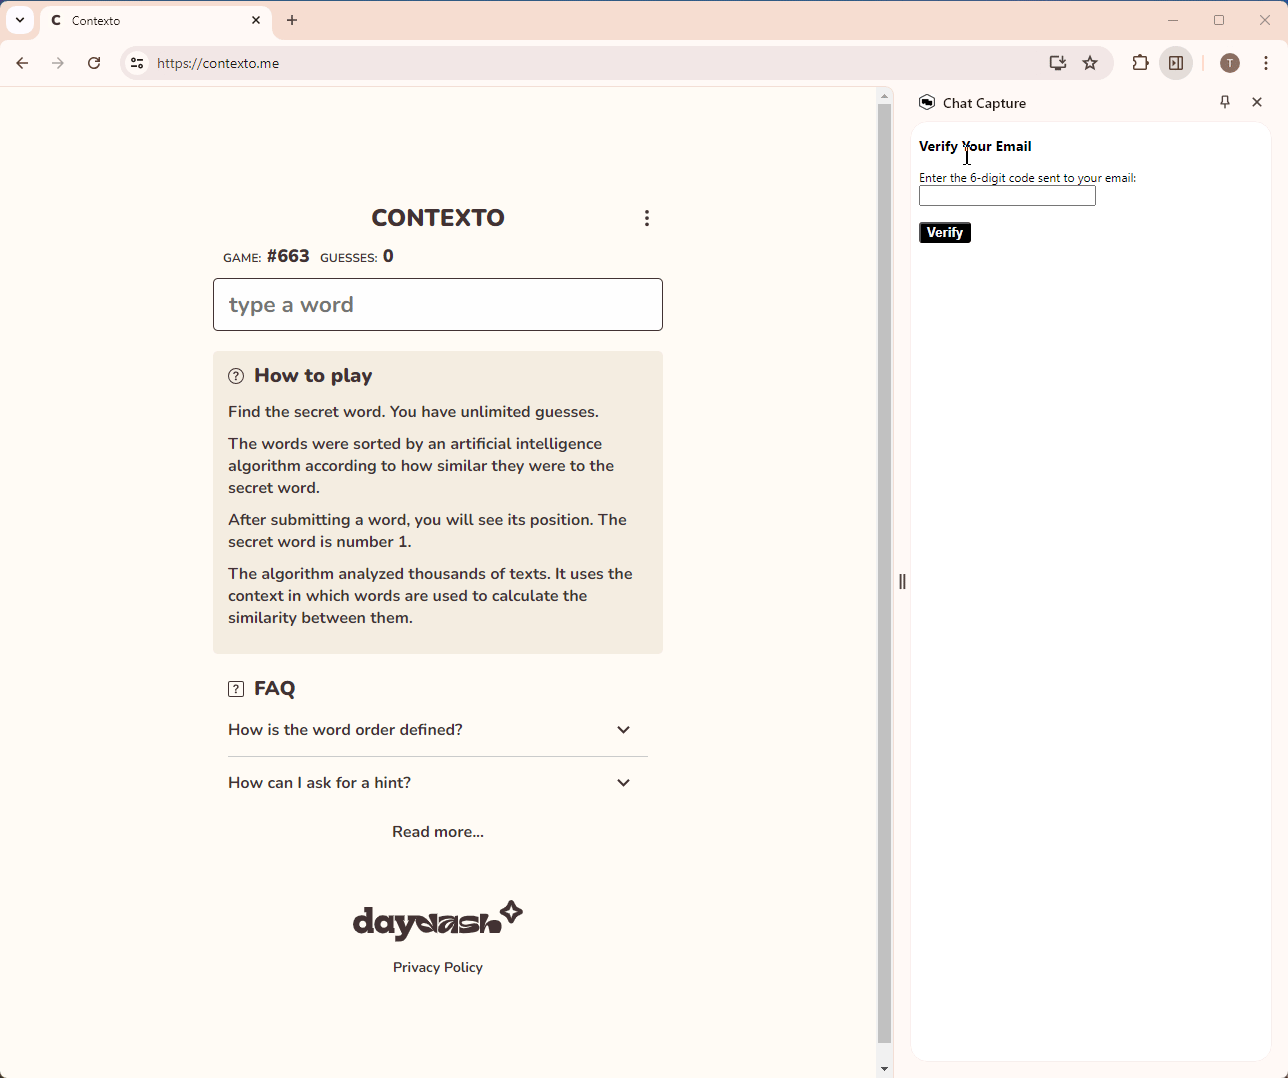 Contexto
https://contexto.me
T
Chat Capture
Verify Your Email
Enter the 6-digit code sent to your email:
Verify
CONTEXTO
GAME: #663 GUESSES: 0
type a word
How to play
Find the secret word. You have unlimited guesses.
The words were sorted by an artificial intelligence
algorithm according to how similar they were to the
secret word.
After submitting a word, you will see its position. The
secret word is number 1.
The algorithm analyzed thousands of texts. It uses the
context in which words are used to calculate the
similarity between them.
FAQ
How is the word order defined?
How can I ask for a hint?
Read more...
daydash
Privacy Policy